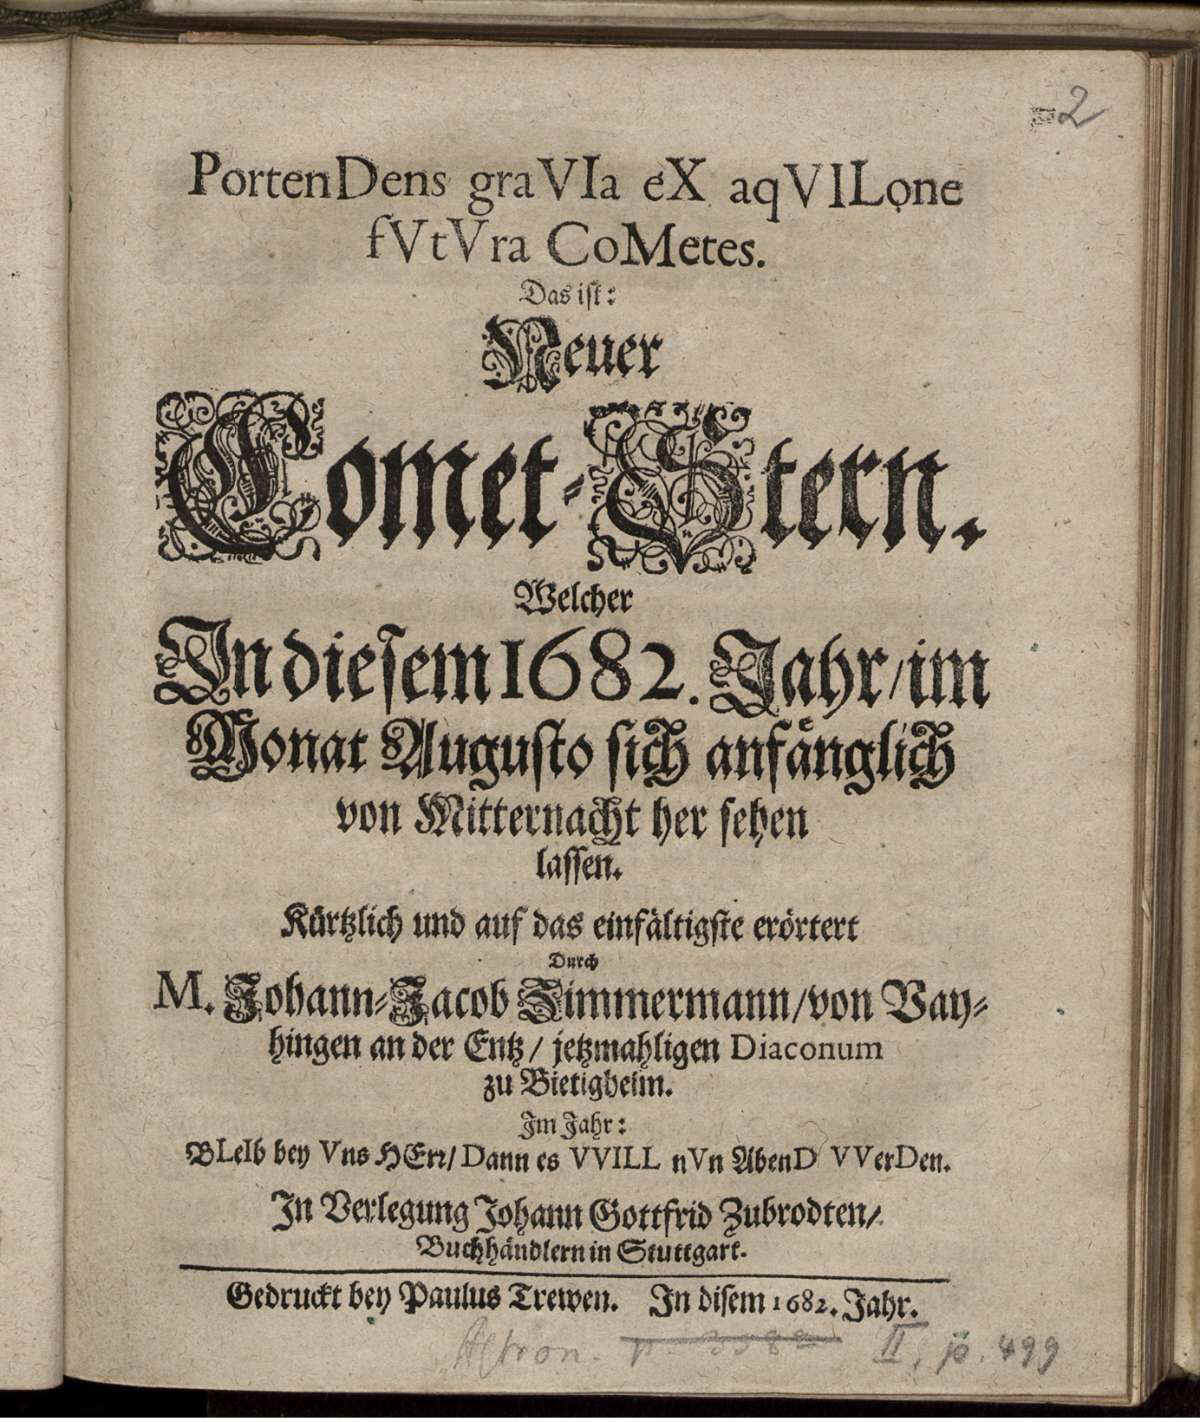 2
PortenDens graVIa eX aqVILone
fVtVra CoMetes.
Das ist:
Neuer
Comet-Stern.
Welcher
In diesem 1682. Jahr/im
Monat Augusto sich anfänglich
von Mitternacht her sehen
lassen.
Kürtzlich und auf das einfältigste erörtert
Durch
M. Johann-Jacob Zimmermann/von Vay-
hingen an der Entz/ jetzmahligen Diaconum
zu Bietigheim.
Im Jahr:
BLeIb bey Vns HErr/Dann es VVILL nVn AbenD VVerDen.
In Verlegung Johann Gottfrid Zubrodten/
Buchhändlern in Stuttgart.
Gedruckt bey Paulus Trewen. In disem 1682. Jahr.
Astron. II, p. 499